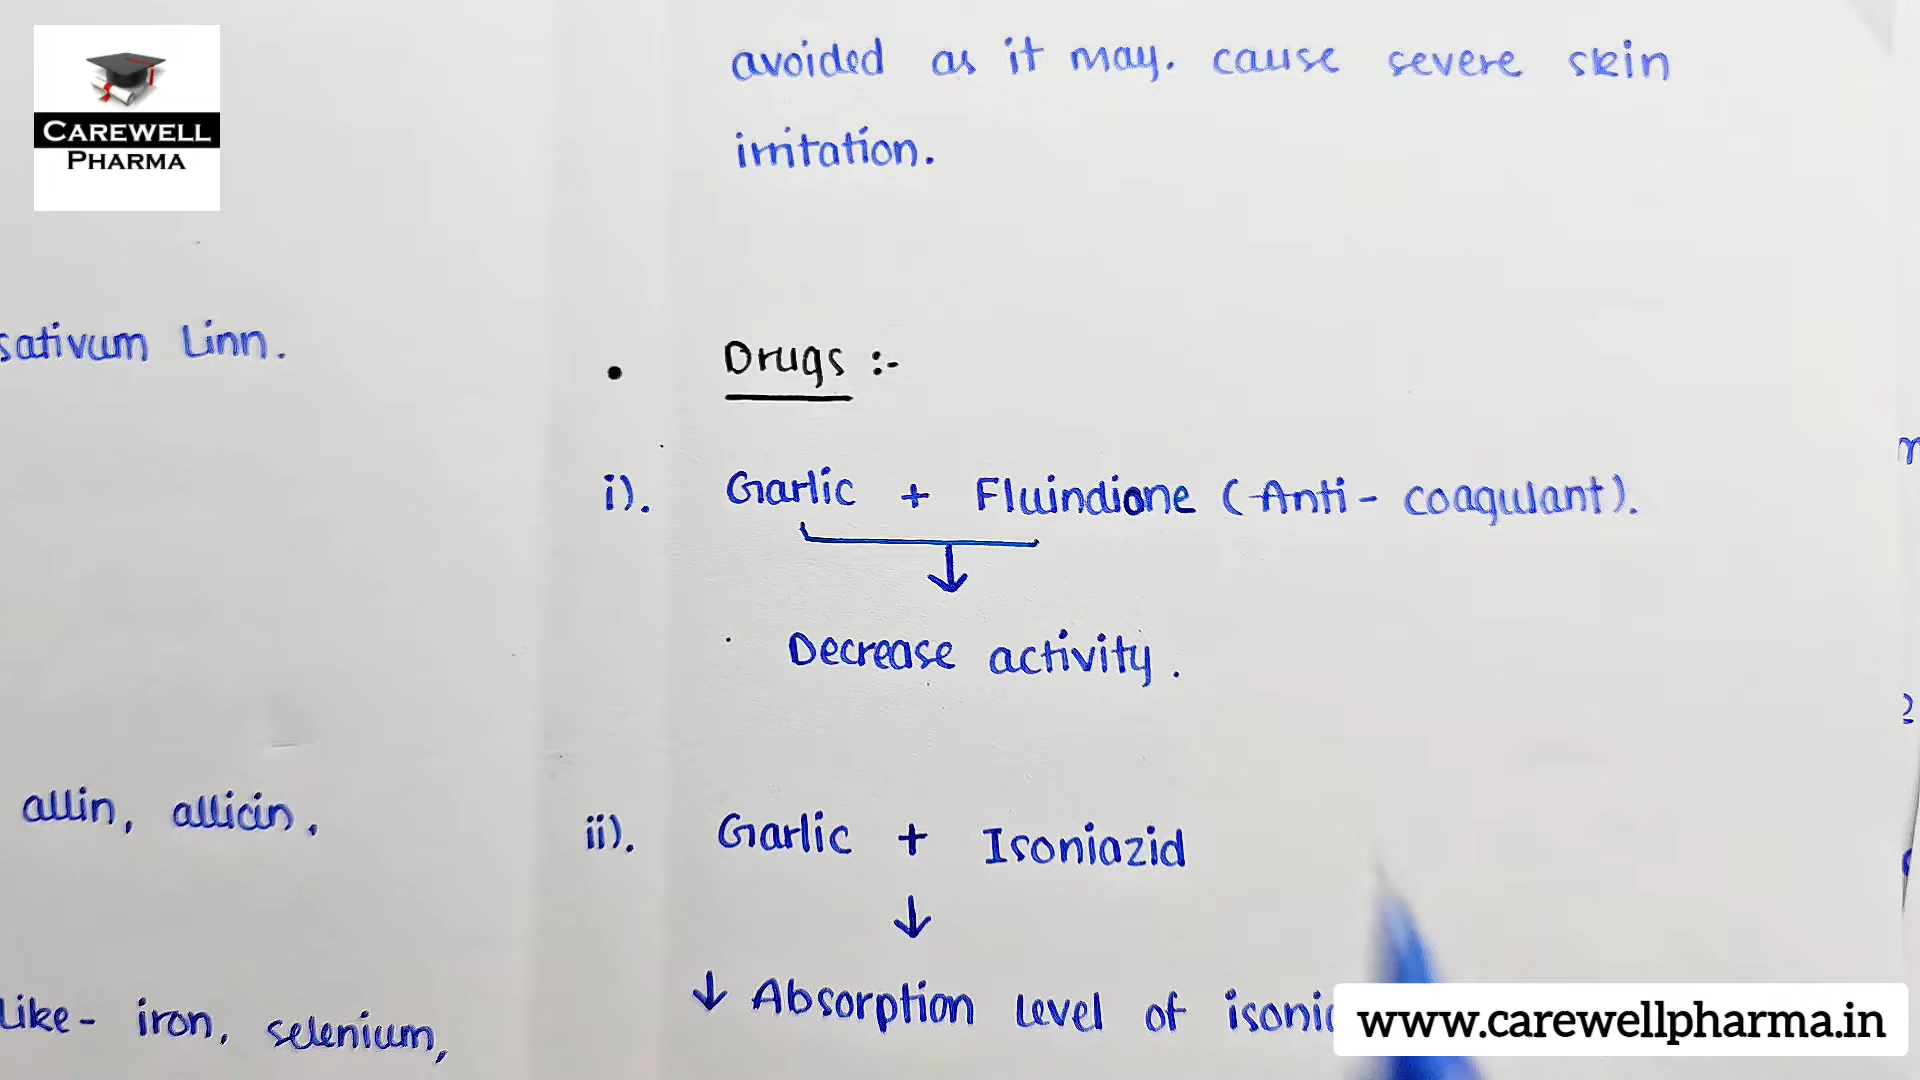 CAREWELL
PHARMA
sativum Linn.
allin, allicin.
Like- iron, selenium,
avoided as it may. cause severe skin
irritation.
• Drugs :-
i). Garlic + Fluindione (Anti- coagulant).
↓
Decrease activity.
ii). Garlic + Isoniazid
↓
↓ Absorption level of
www.carewellpharma.in